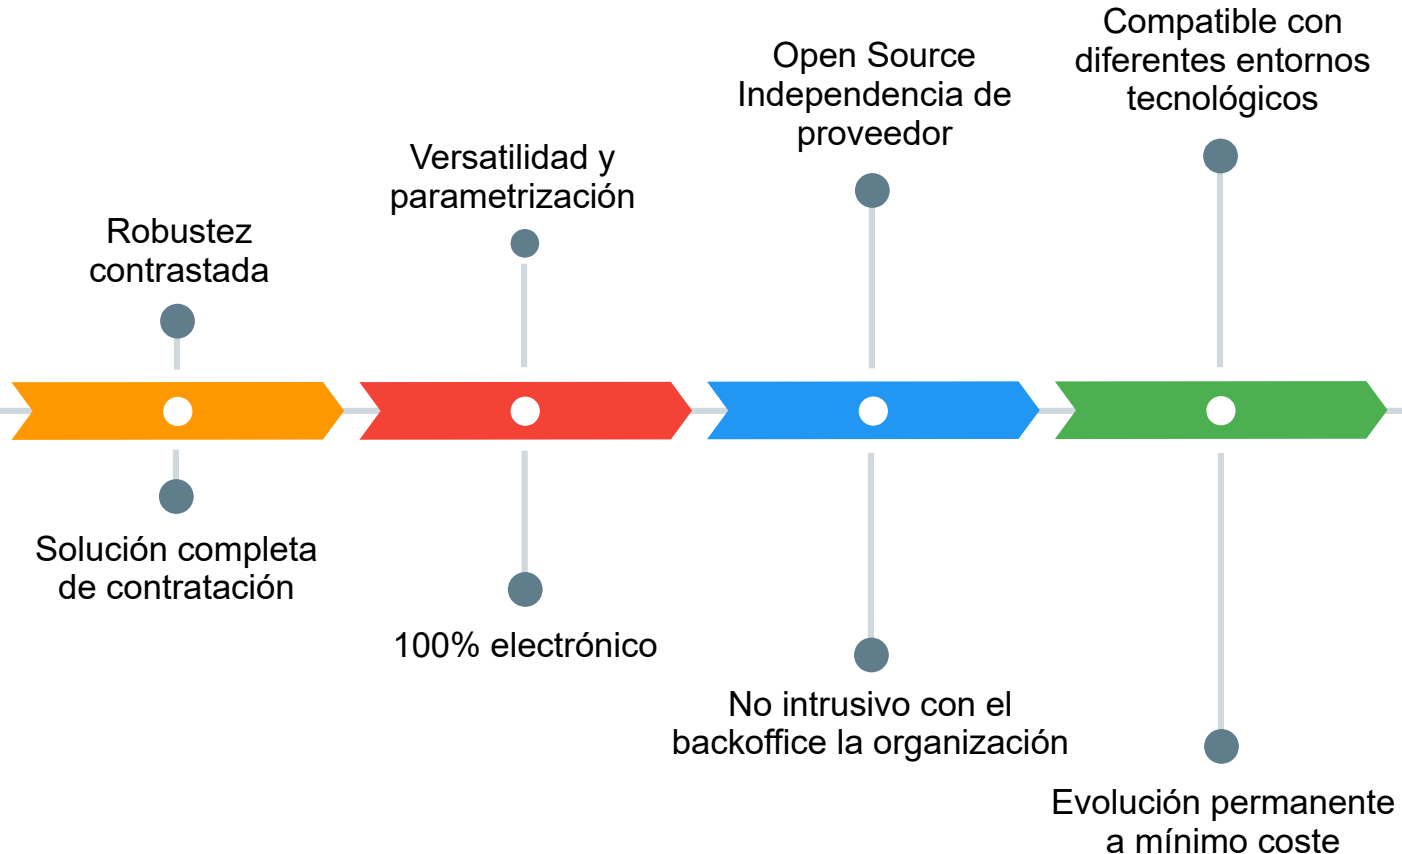 Robustez
contrastada
Versatilidad y
parametrización
Open Source
Independencia de
proveedor
Compatible con
diferentes entornos
tecnológicos
Solución completa
de contratación
100% electrónico
No intrusivo con el
backoffice la organización
Evolución permanente
a mínimo coste